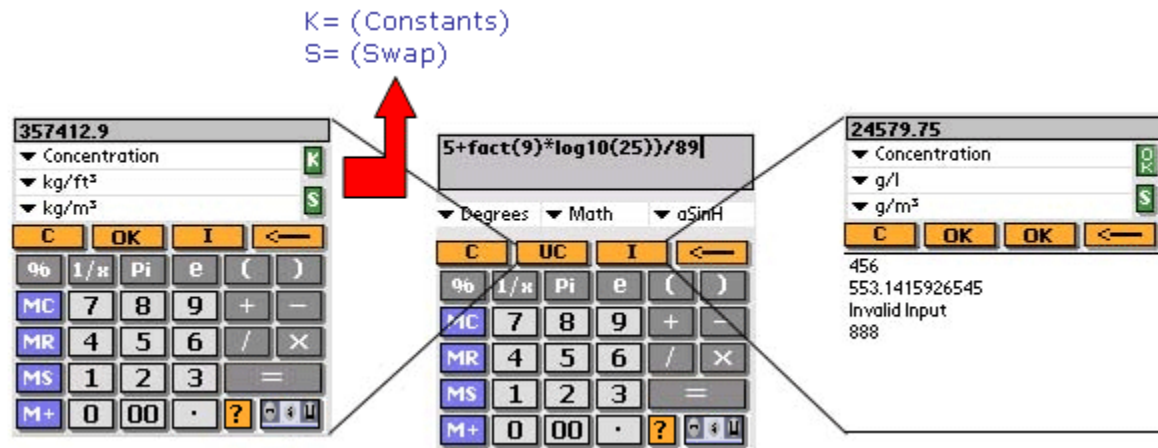 K= (Constants)
S= (Swap)
357412.9
Concentration K
kg/ft³
kg/m³ S
C OK I <—
% 1/x Pi e ( )
MC 7 8 9 + −
MR 4 5 6 / ×
MS 1 2 3 =
M+ 0 00 . ?
5+fact(9)*log10(25))/89
Degrees Math aSinH
C UC I <—
% 1/x Pi e ( )
MC 7 8 9 + −
MR 4 5 6 / ×
MS 1 2 3 =
M+ 0 00 . ?
24579.75
Concentration OK
g/l
g/m³ S
C OK OK <—
456
553.1415926545
Invalid Input
888